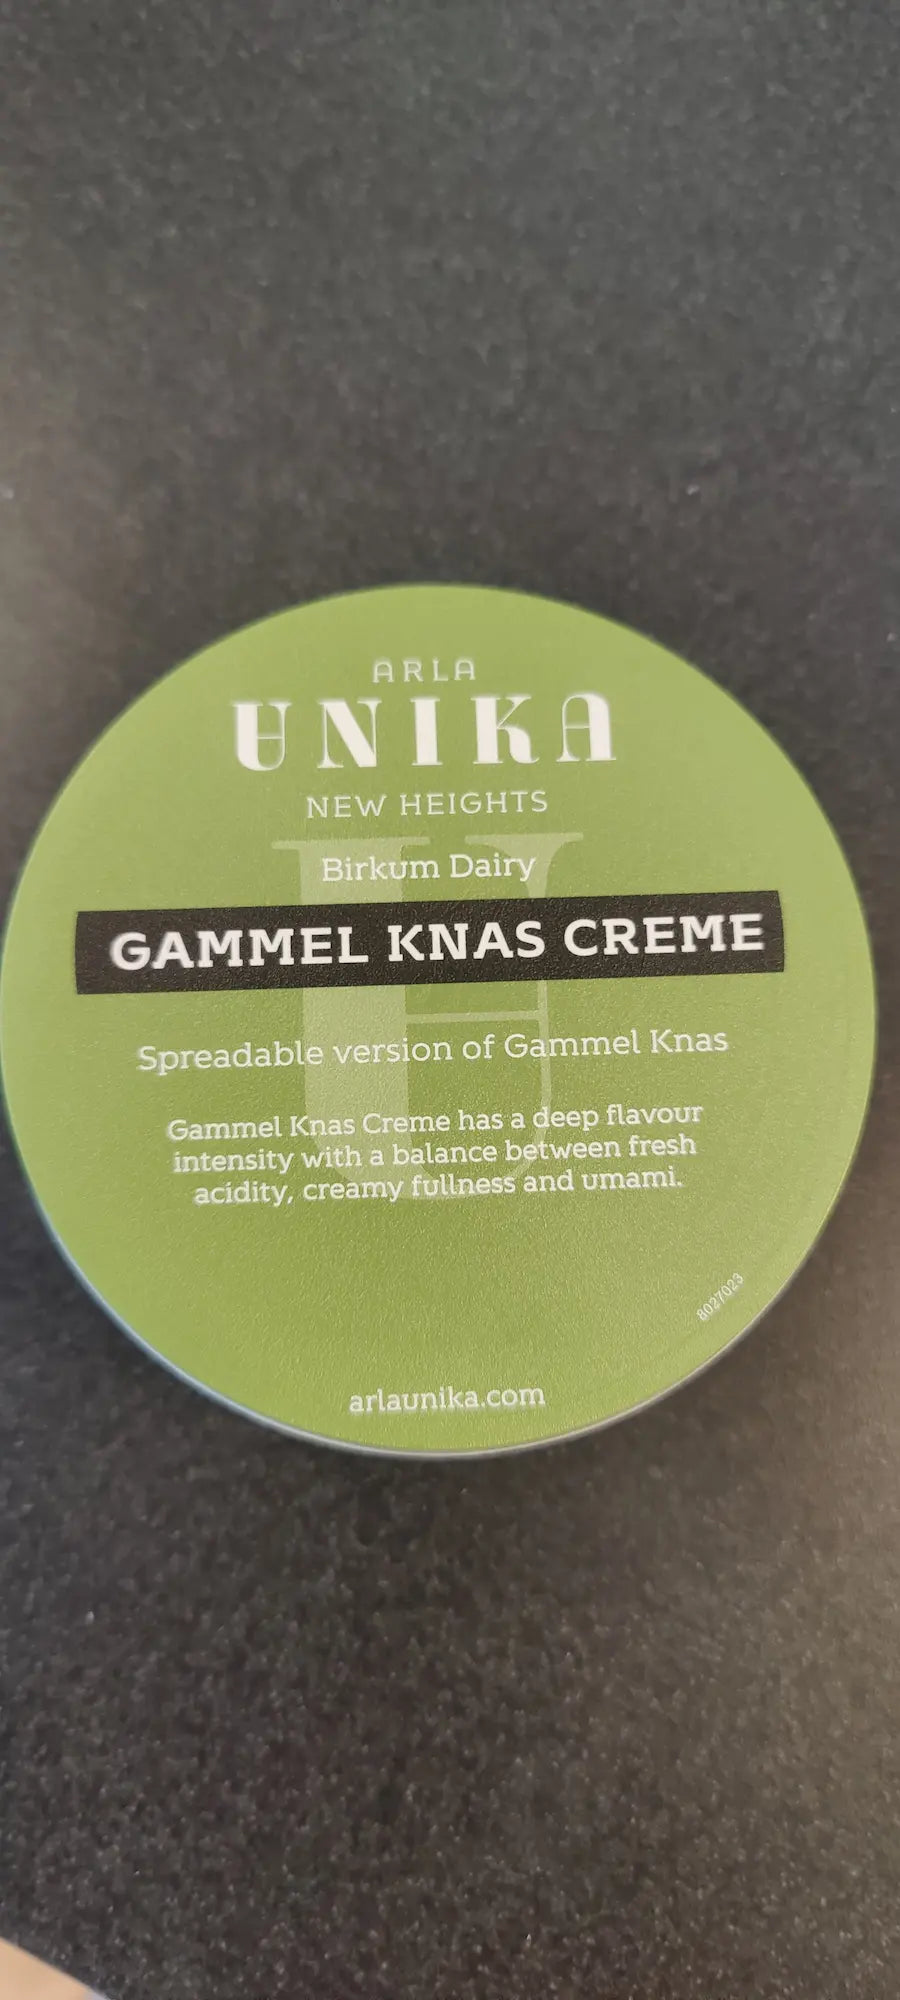 ARLA
UNIKA
NEW HEIGHTS
Birkum Dairy
GAMMEL KNAS CREME
Spreadable version of Gammel Knas
Gammel Knas Creme has a deep flavour
intensity with a balance between fresh
acidity, creamy fullness and umami.
8027023
arlaunika.com